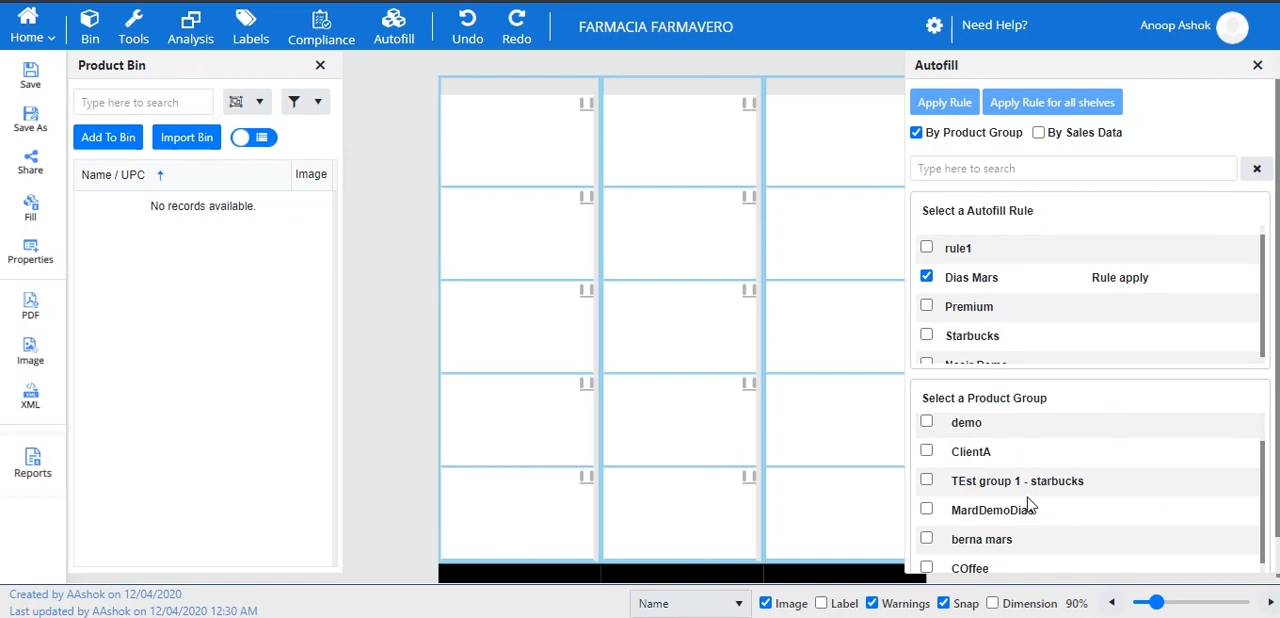 Home Bin Tools Analysis Labels Compliance Autofill Undo Redo FARMACIA FARMAVERO Need Help? Anoop Ashok
Save
Save As
Share
Fill
Properties
PDF
Image
XML
Reports
Product Bin
Type here to search
Add To Bin Import Bin
Name / UPC Image
No records available.
Autofill
Apply Rule Apply Rule for all shelves
By Product Group By Sales Data
Type here to search
Select a Autofill Rule
rule1
Dias Mars Rule apply
Premium
Starbucks
Select a Product Group
demo
ClientA
TEst group 1 - starbucks
MardDemoDias
berna mars
COffee
Created by AAshok on 12/04/2020
Last updated by AAshok on 12/04/2020 12:30 AM
Name Image Label Warnings Snap Dimension 90%